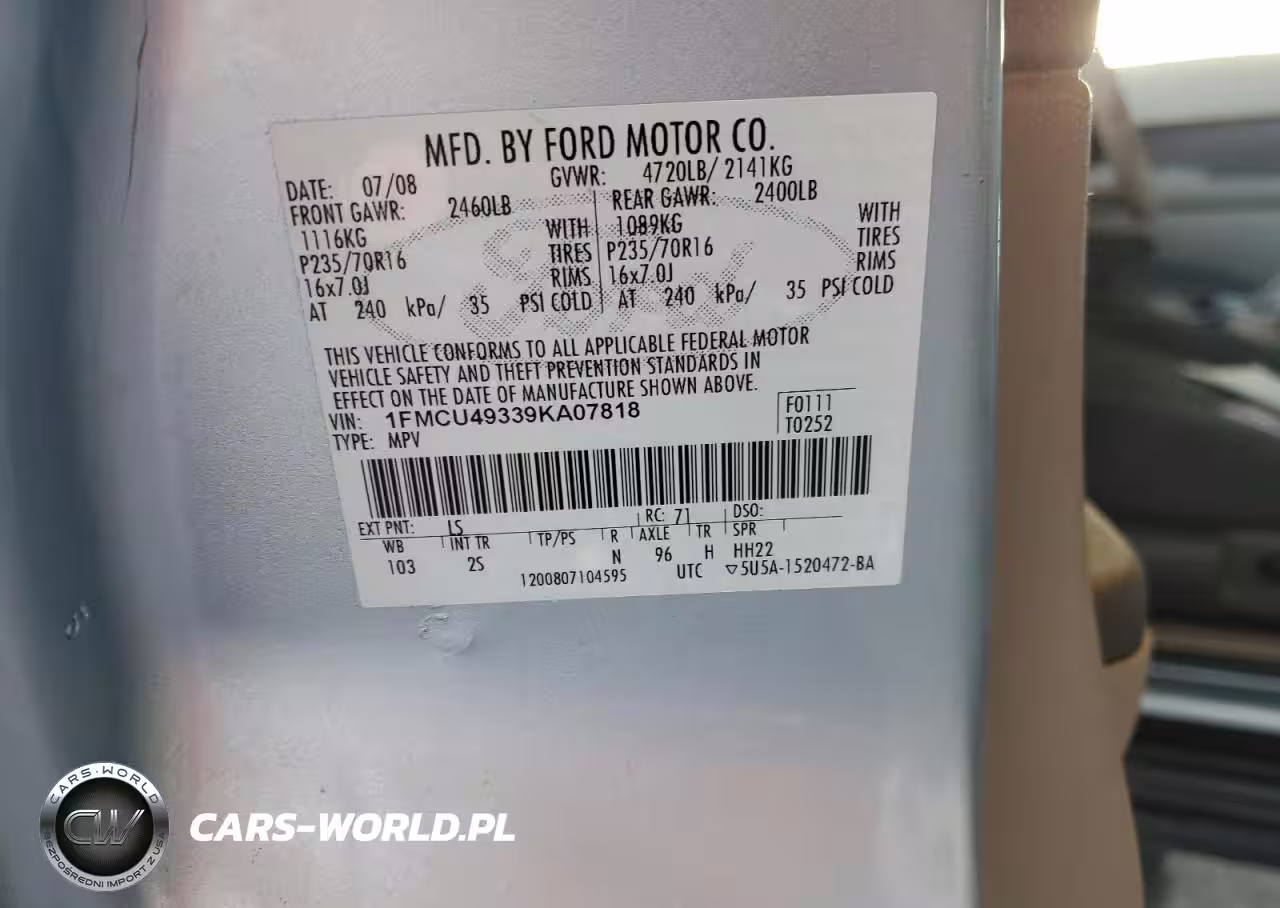 MFD. BY FORD MOTOR CO.
DATE: 07/08 GVWR: 4720LB/ 2141KG
FRONT GAWR: 2460LB REAR GAWR: 2400LB
1116KG WITH 1089KG WITH
P235/70R16 TIRES P235/70R16 TIRES
16x7.0J RIMS 16x7.0J RIMS
AT 240 kPa/ 35 PSI COLD AT 240 kPa/ 35 PSI COLD
THIS VEHICLE CONFORMS TO ALL APPLICABLE FEDERAL MOTOR
VEHICLE SAFETY AND THEFT PREVENTION STANDARDS IN
EFFECT ON THE DATE OF MANUFACTURE SHOWN ABOVE.
VIN: 1FMCU49339KA07818 F0111
TYPE: MPV T0252
EXT PNT: LS RC: 71 DSO:
WB INT TR TP/PS R AXLE TR SPR
103 2S N 96 H HH22
1200807104595 UTC ▽5U5A-1520472-BA
Ford
CARS-WORLD
CW
BEZPOŚREDNI IMPORT Z USA
CARS-WORLD.PL